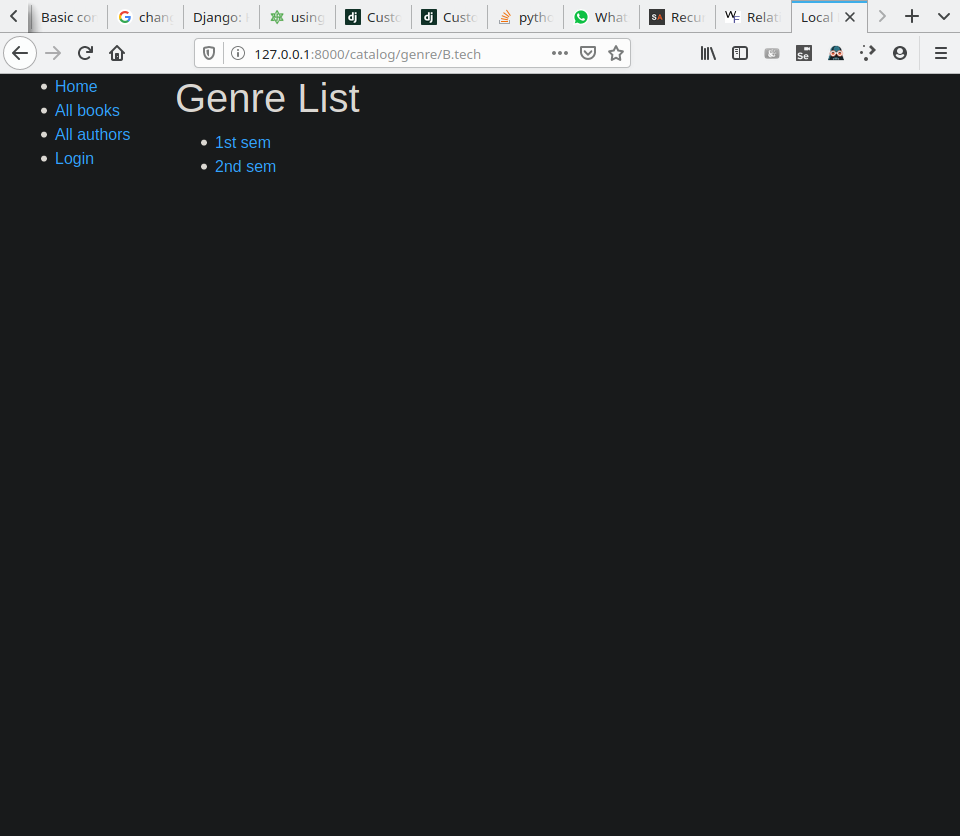 Basic cor
chan
Django:
using
Custo
Custo
pytho
What
Recu
Relati
Local
127.0.0.1:8000/catalog/genre/B.tech
Home
All books
All authors
Login
Genre List
1st sem
2nd sem